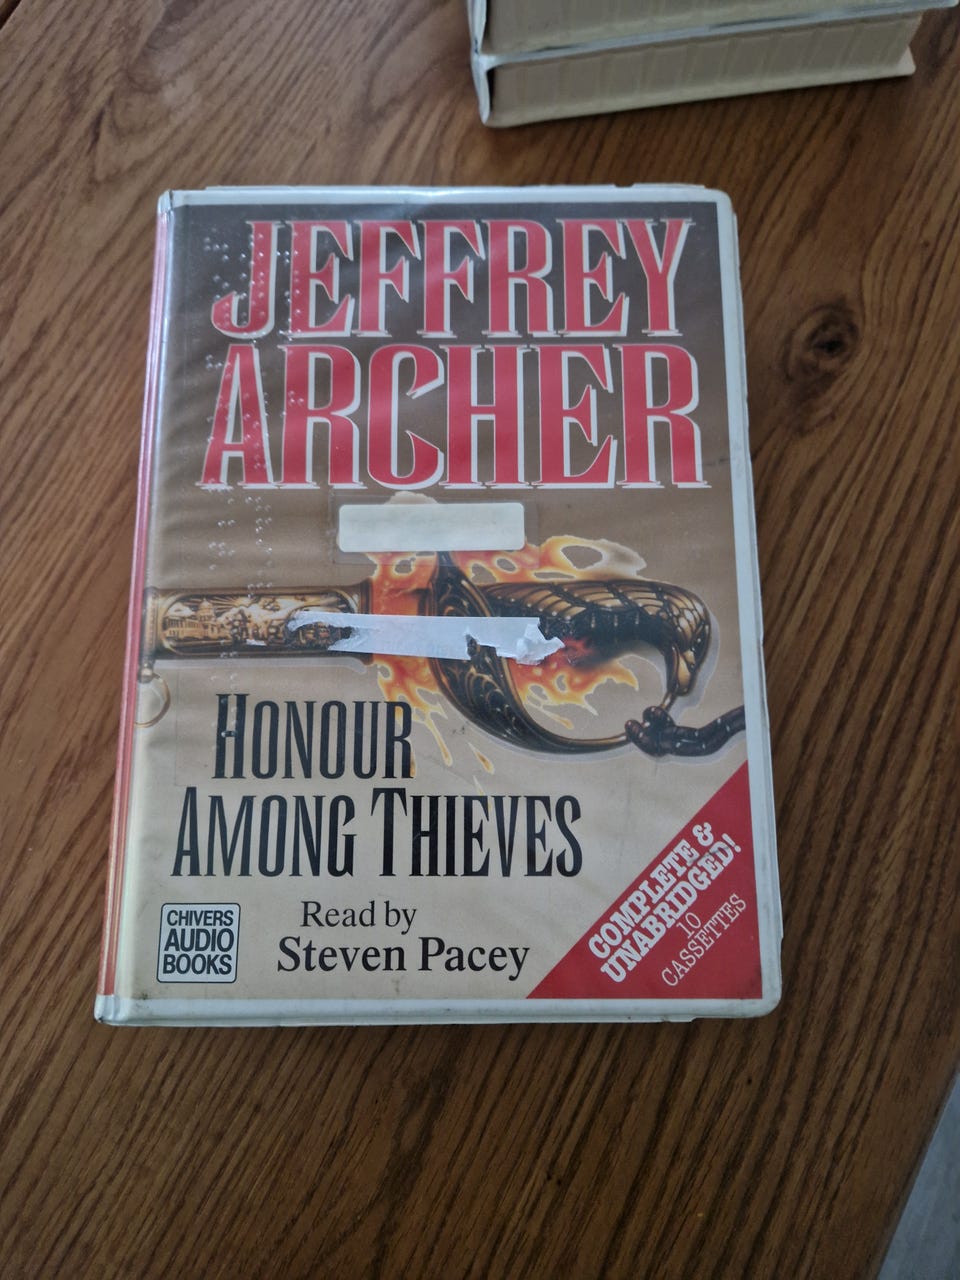 JEFFREY
ARCHER
HONOUR
AMONG THIEVES
Read by
Steven Pacey
CHIVERS
AUDIO
BOOKS
COMPLETE &
UNABRIDGED!
10
CASSETTES